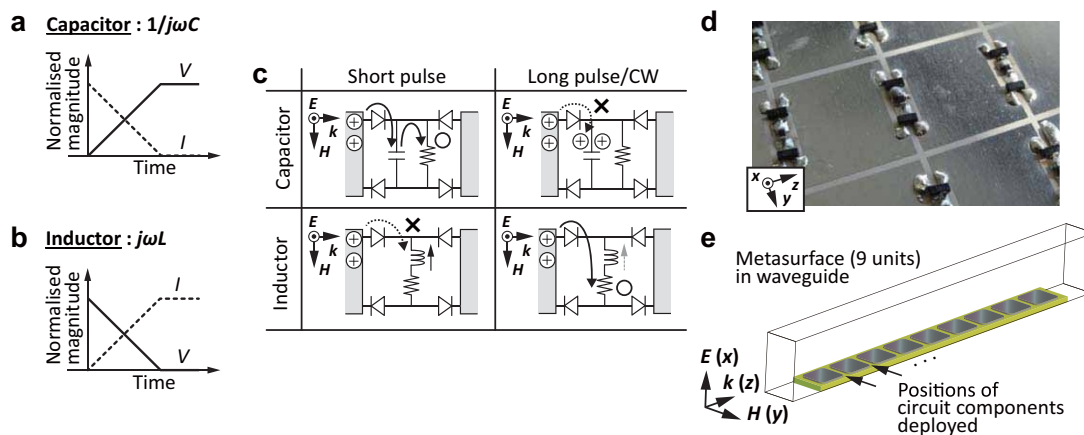 a
Capacitor : 1/jωC
Normalised
magnitude
V
I
Time
b
Inductor : jωL
Normalised
magnitude
I
V
Time
c
Short pulse
Long pulse/CW
Capacitor
E
k
H
E
k
H
Inductor
E
k
H
E
k
H
d
x
z
y
e
Metasurface (9 units)
in waveguide
E (x)
k (z)
H (y)
...
Positions of
circuit components
deployed